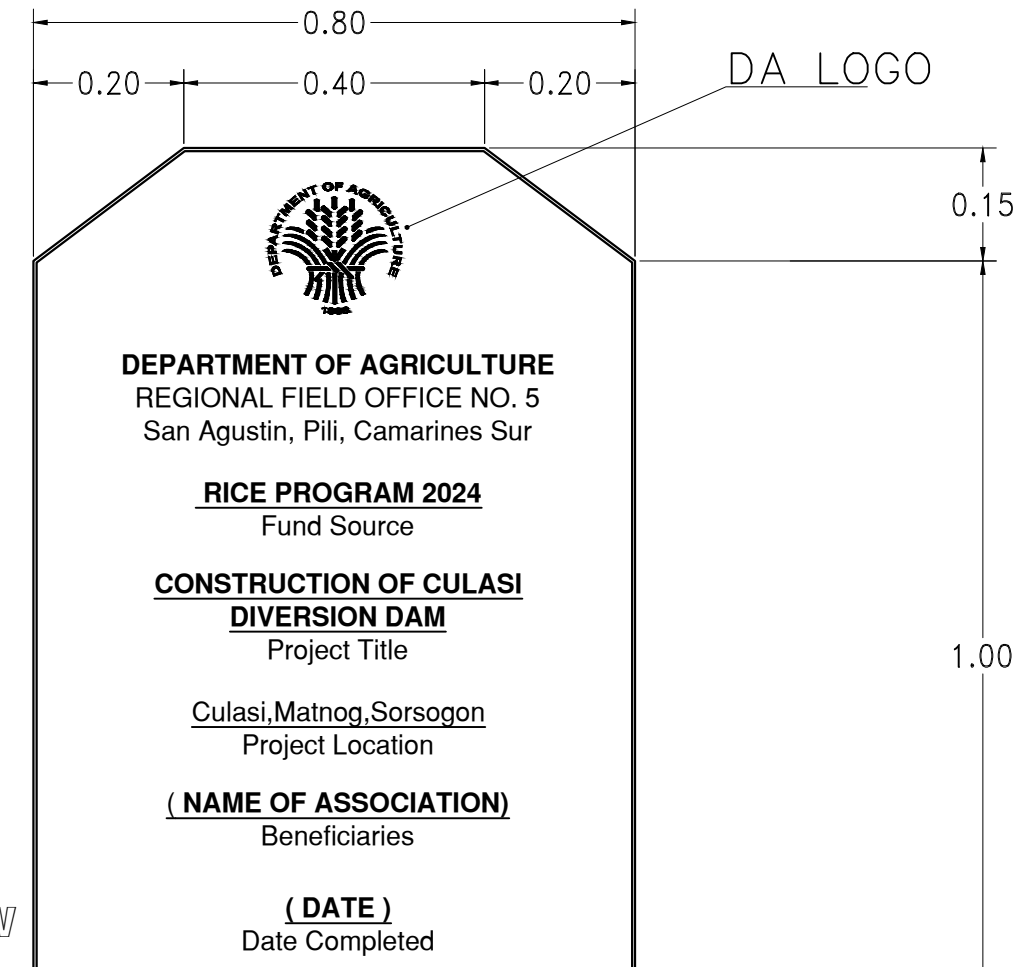 0.80
0.20 0.40 0.20
DA LOGO
0.15
DEPARTMENT OF AGRICULTURE
DEPARTMENT OF AGRICULTURE
REGIONAL FIELD OFFICE NO. 5
San Agustin, Pili, Camarines Sur
RICE PROGRAM 2024
Fund Source
CONSTRUCTION OF CULASI
DIVERSION DAM
Project Title
1.00
Culasi,Matnog,Sorsogon
Project Location
( NAME OF ASSOCIATION)
Beneficiaries
( DATE )
Date Completed